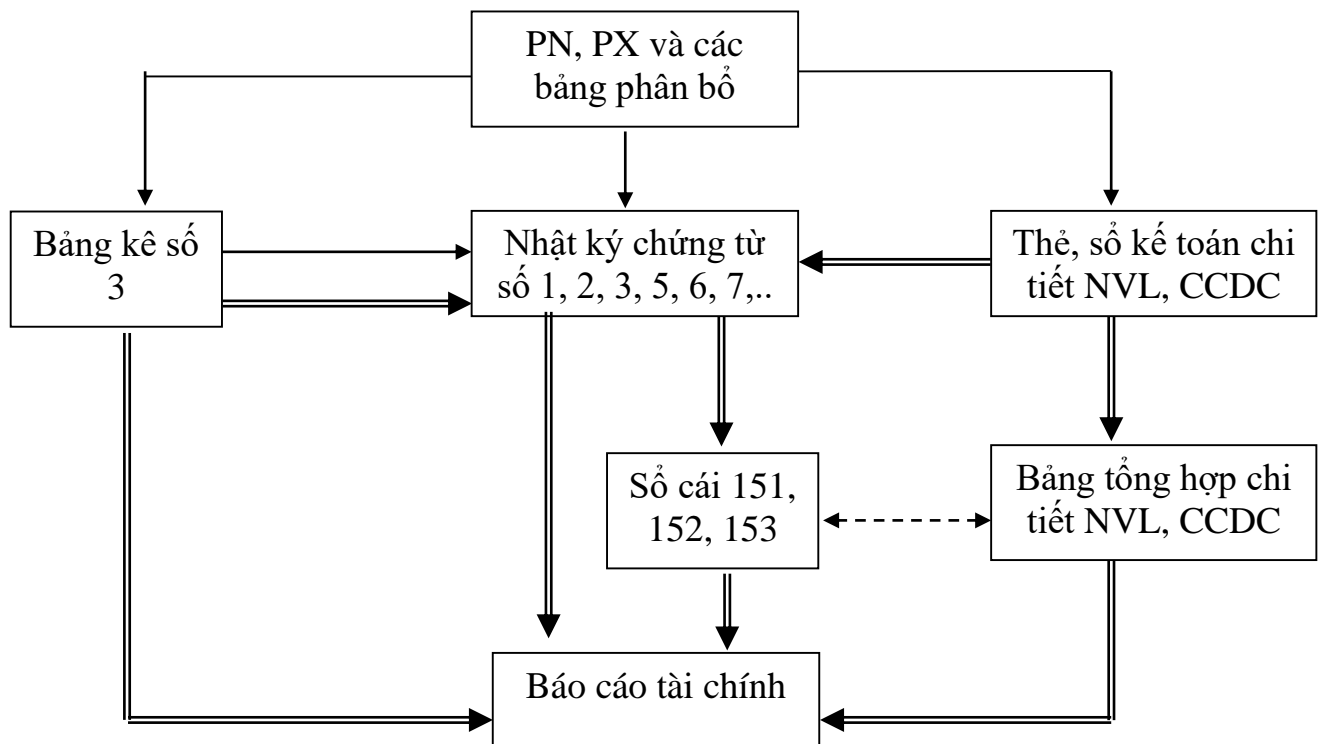 PN, PX và các
bảng phân bổ
Bảng kê số
3
Nhật ký chứng từ
số 1, 2, 3, 5, 6, 7,..
Thẻ, sổ kế toán chi
tiết NVL, CCDC
Sổ cái 151,
152, 153
Bảng tổng hợp chi
tiết NVL, CCDC
Báo cáo tài chính